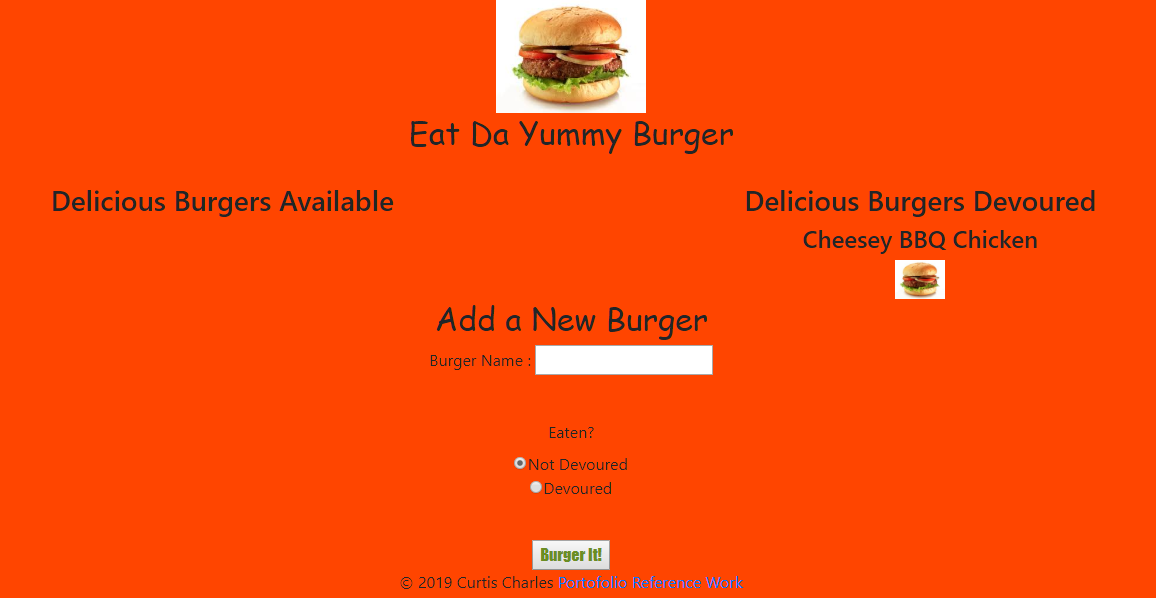 Eat Da Yummy Burger
Delicious Burgers Available
Delicious Burgers Devoured
Cheesey BBQ Chicken
Add a New Burger
Burger Name :
Eaten?
Not Devoured
Devoured
Burger It!
© 2019 Curtis Charles Portofolio Reference Work